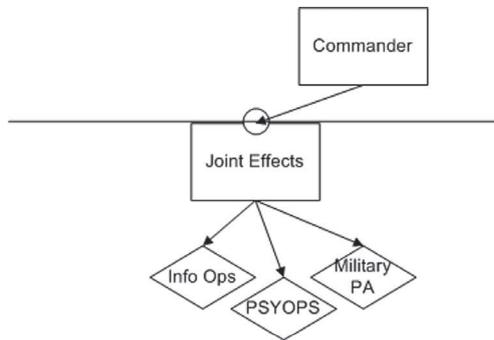 Commander
Joint Effects
Info Ops
PSYOPS
Military
PA